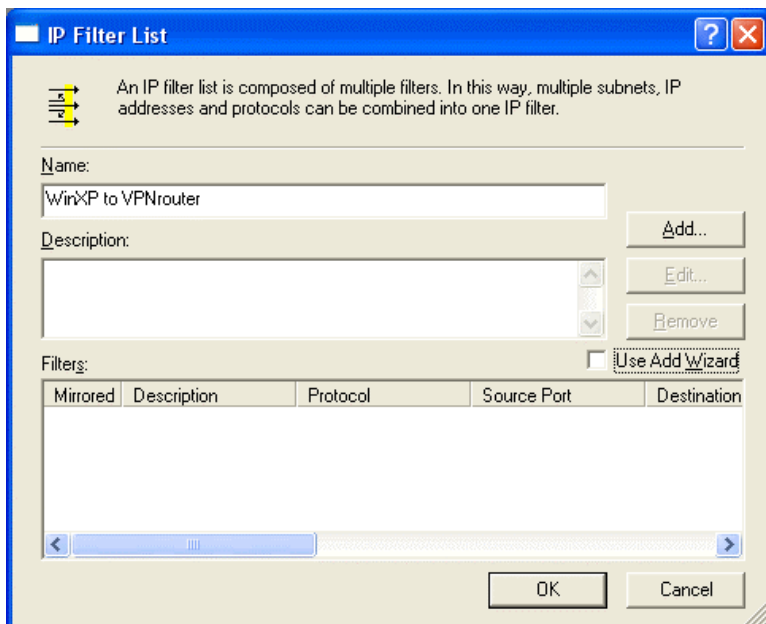 IP Filter List
An IP filter list is composed of multiple filters. In this way, multiple subnets, IP
addresses and protocols can be combined into one IP filter.
Name:
WinXP to VPNrouter
Add...
Description:
Edit...
Remove
Filters:
Use Add Wizard
Mirrored Description Protocol Source Port Destination
OK Cancel